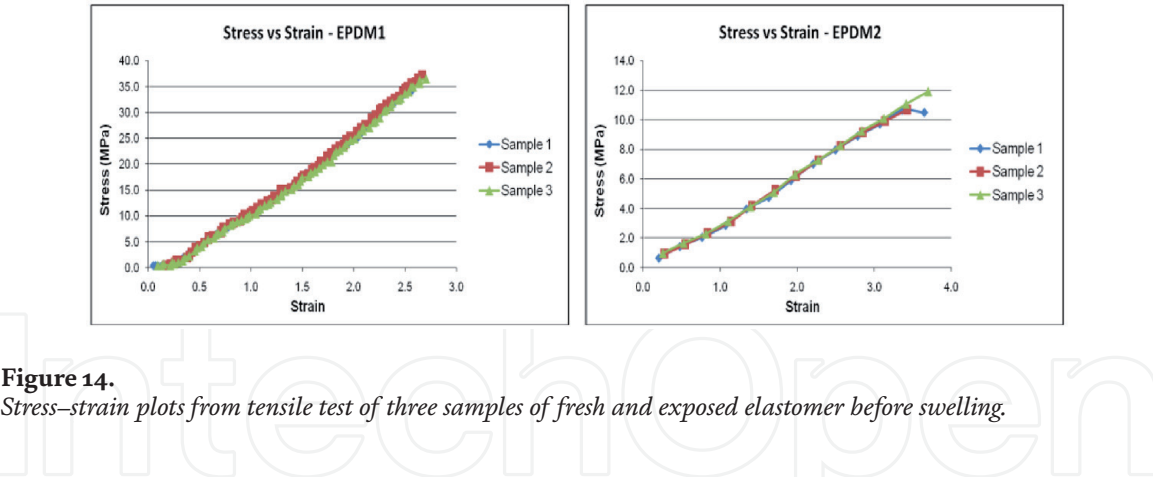 Stress vs Strain - EPDM1
40.0
35.0
30.0
25.0
20.0
15.0
10.0
5.0
0.0
Stress (MPa)
0.0 0.5 1.0 1.5 2.0 2.5 3.0
Strain
Sample 1
Sample 2
Sample 3
Stress vs Strain - EPDM2
14.0
12.0
10.0
8.0
6.0
4.0
2.0
0.0
Stress (MPa)
0.0 1.0 2.0 3.0 4.0
Strain
Sample 1
Sample 2
Sample 3
Figure 14.
Stress–strain plots from tensile test of three samples of fresh and exposed elastomer before swelling.
IntechOpen